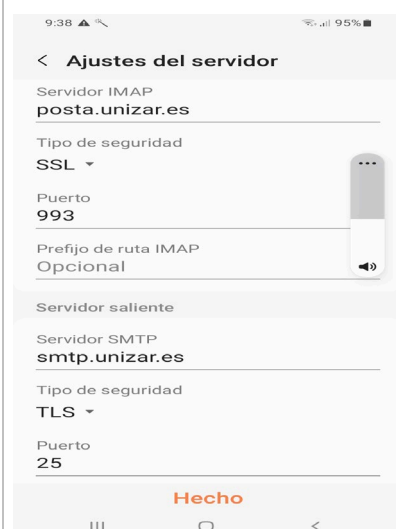 9:38
95%
< Ajustes del servidor
Servidor IMAP
posta.unizar.es
Tipo de seguridad
SSL
Puerto
993
Prefijo de ruta IMAP
Opcional
Servidor saliente
Servidor SMTP
smtp.unizar.es
Tipo de seguridad
TLS
Puerto
25
Hecho